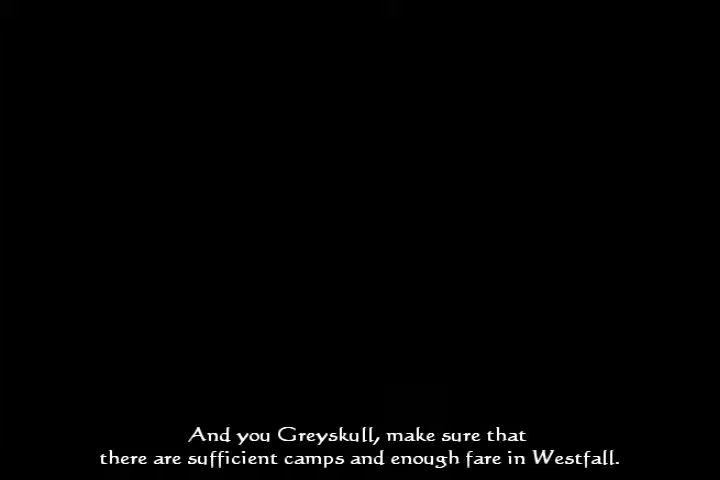 And you Greyskull, make sure that
there are sufficient camps and enough fare in Westfall.